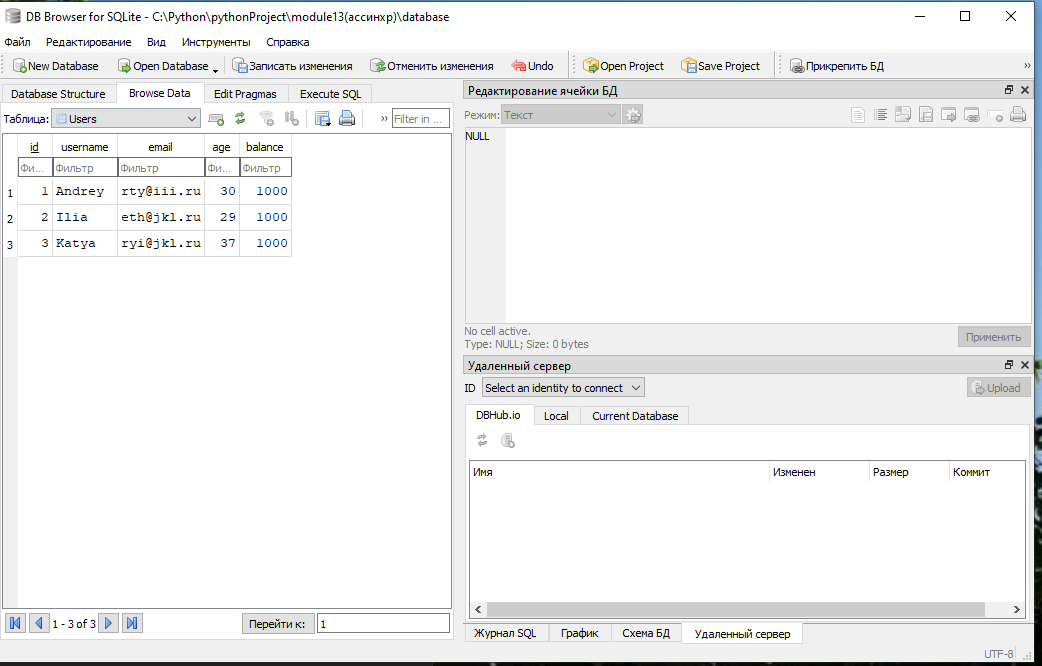 DB Browser for SQLite - C:\Python\pythonProject\module13(ассинхр)\database
Файл Редактирование Вид Инструменты Справка
New Database Open Database Записать изменения Отменить изменения Undo Open Project Save Project Прикрепить БД »
Database Structure Browse Data Edit Pragmas Execute SQL
Таблица: Users » Filter in ...
id username email age balance
Фи... Фильтр Фильтр Фи... Фильтр
1 1 Andrey rty@iii.ru 30 1000
2 2 Ilia eth@jkl.ru 29 1000
3 3 Katya ryi@jkl.ru 37 1000
1 - 3 of 3 Перейти к: 1
Редактирование ячейки БД
Режим: Текст
NULL
No cell active.
Type: NULL; Size: 0 bytes
Применить
Удаленный сервер
ID Select an identity to connect Upload
DBHub.io Local Current Database
Имя Изменен Размер Коммит
Журнал SQL График Схема БД Удаленный сервер
UTF-8